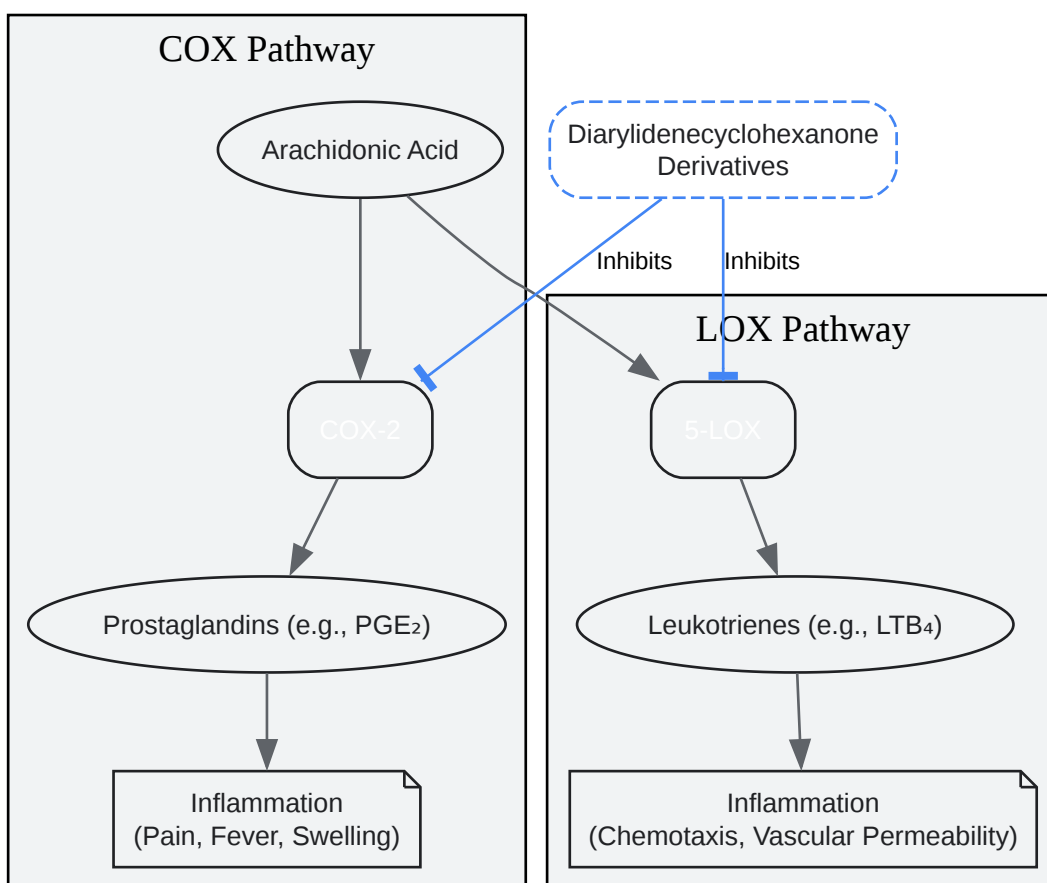 COX Pathway
Arachidonic Acid
Diarylidenecyclohexanone
Derivatives
Inhibits
Inhibits
LOX Pathway
COX-2
5-LOX
Prostaglandins (e.g., PGE₂)
Leukotrienes (e.g., LTB₄)
Inflammation
(Pain, Fever, Swelling)
Inflammation
(Chemotaxis, Vascular Permeability)